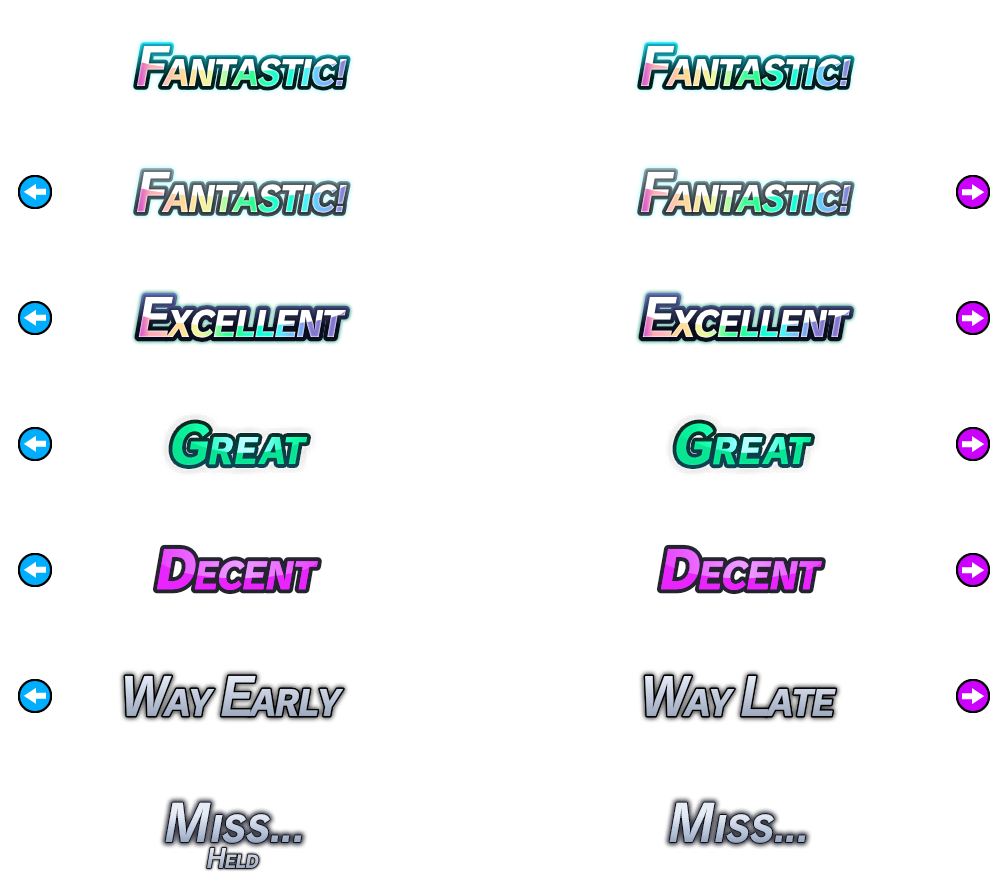 FANTASTIC! FANTASTIC!
FANTASTIC! FANTASTIC!
EXCELLENT EXCELLENT
GREAT GREAT
DECENT DECENT
WAY EARLY WAY LATE
MISS... MISS...
HELD